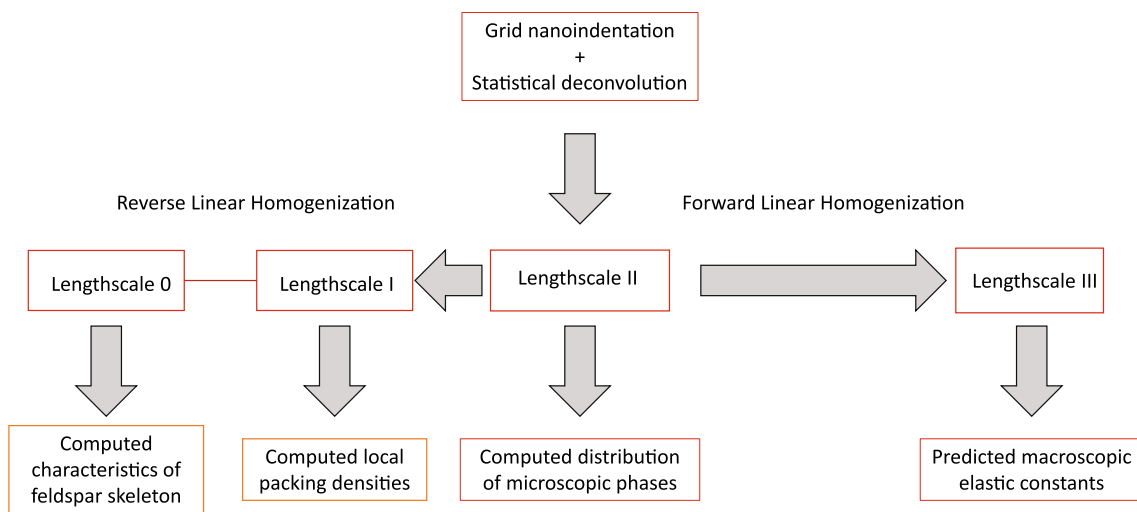 Grid nanoindentation
+
Statistical deconvolution
Reverse Linear Homogenization
Forward Linear Homogenization
Lengthscale 0
Lengthscale I
Lengthscale II
Lengthscale III
Computed
characteristics of
feldspar skeleton
Computed local
packing densities
Computed distribution
of microscopic phases
Predicted macroscopic
elastic constants